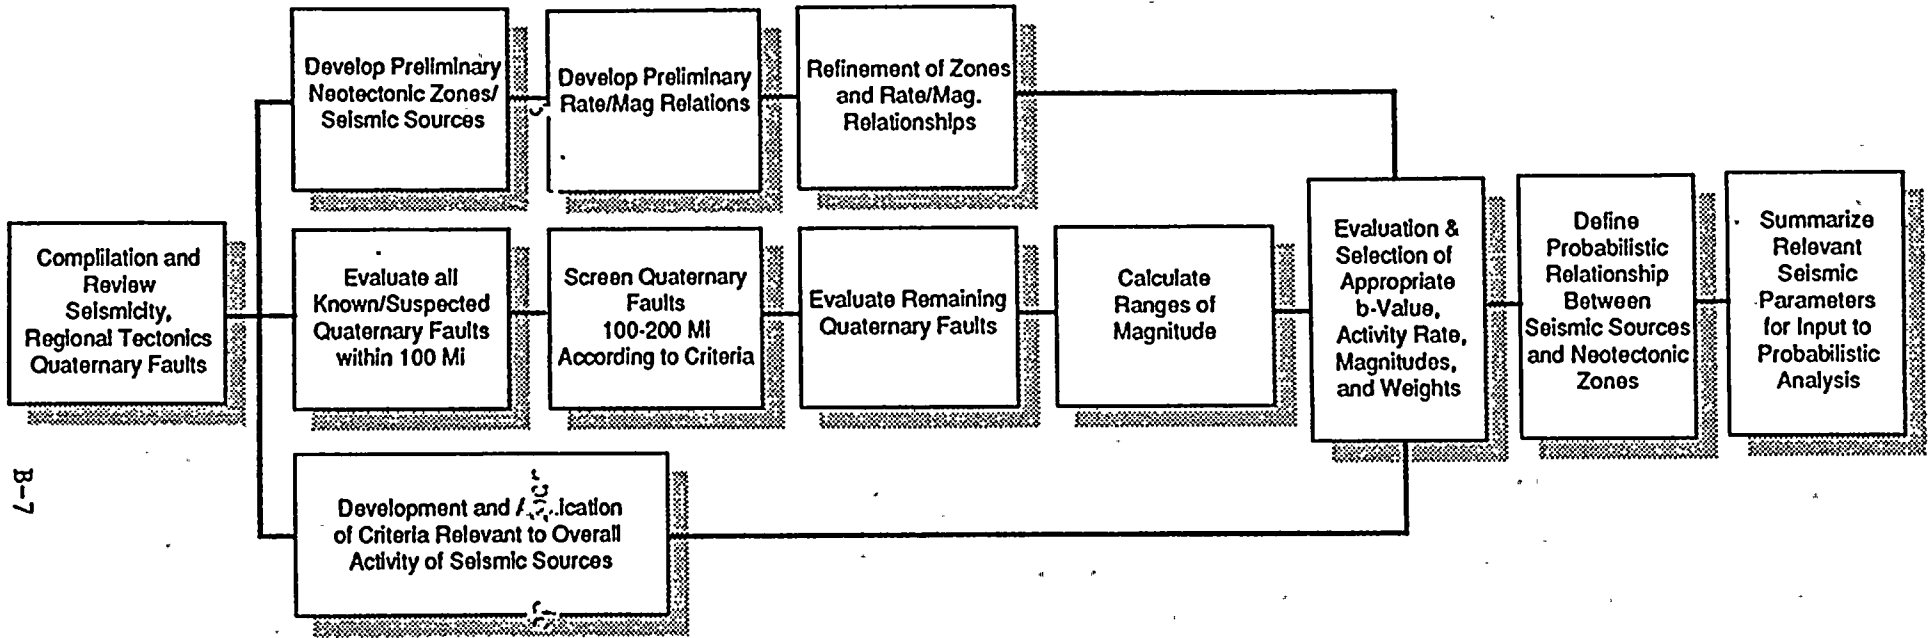 Develop Preliminary
Neotectonic Zones/
Seismic Sources
Develop Preliminary
Rate/Mag Relations
Refinement of Zones
and Rate/Mag.
Relationships
Complilation and
Review
Seismicity,
Regional Tectonics
Quaternary Faults
Evaluate all
Known/Suspected
Quaternary Faults
within 100 Mi
Screen Quaternary
Faults
100-200 Mi
According to Criteria
Evaluate Remaining
Quaternary Faults
Calculate
Ranges of
Magnitude
Evaluation &
Selection of
Appropriate
b-Value,
Activity Rate,
Magnitudes,
and Weights
Define
Probabilistic
Relationship
Between
Seismic Sources
and Neotectonic
Zones
Summarize
Relevant
Seismic
Parameters
for Input to
Probabilistic
Analysis
Development and
of Criteria Relevant to Overall
Activity of Seismic Sources
B-7